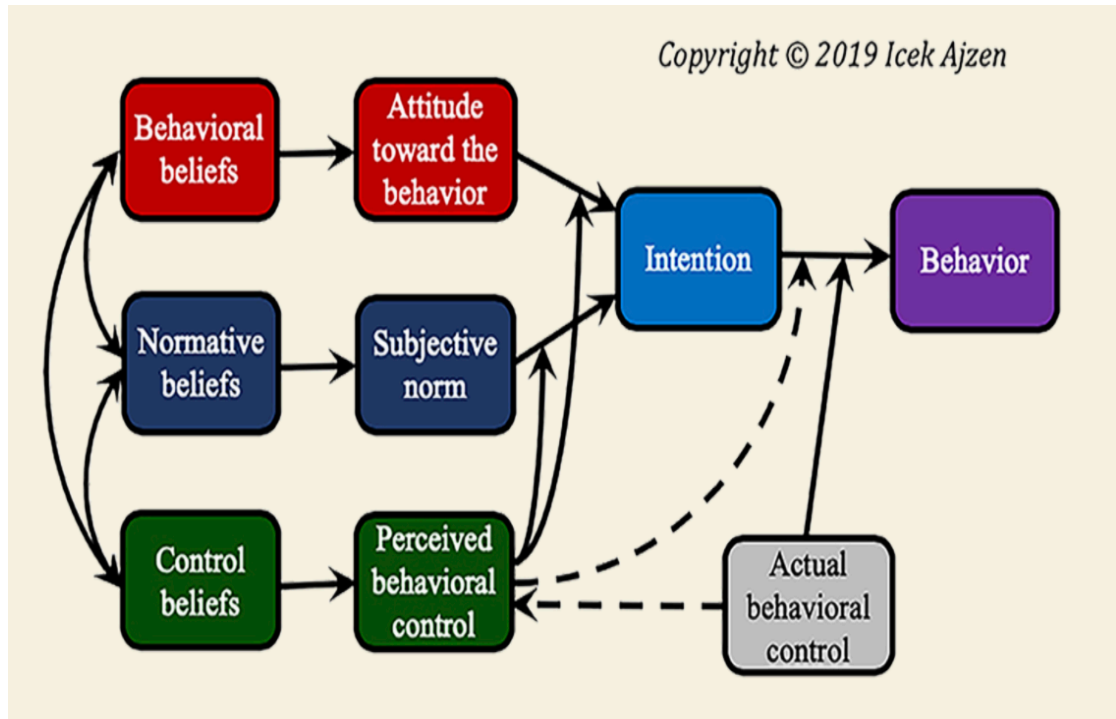 Copyright © 2019 Icek Ajzen
Behavioral
beliefs
Attitude
toward the
behavior
Intention
Behavior
Normative
beliefs
Subjective
norm
Control
beliefs
Perceived
behavioral
control
Actual
behavioral
control